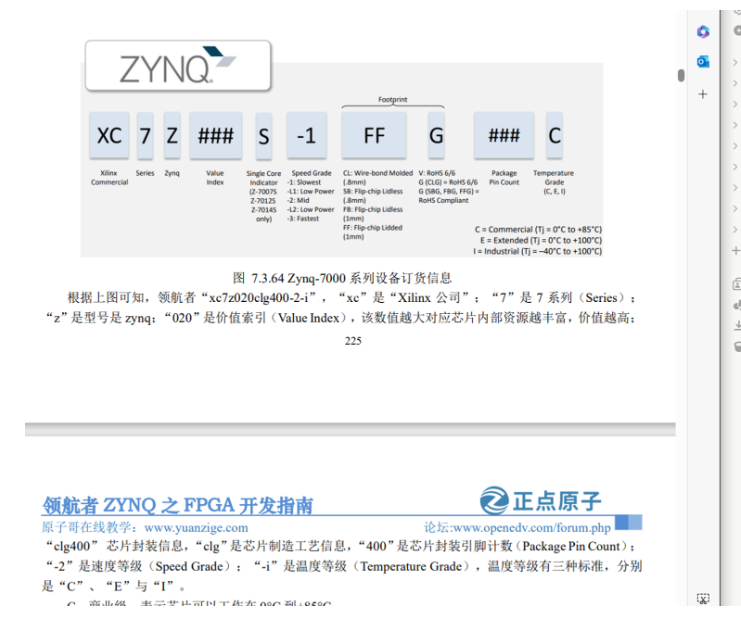 ZYNQ
Footprint
XC 7 Z ### S -1 FF G ### C
Xilinx Commercial
Series
Zynq
Value Index
Single Core Indicator (Z-7007S Z-7012S Z-7014S only)
Speed Grade
-1: Slowest
-L1: Low Power
-2: Mid
-L2: Low Power
-3: Fastest
CL: Wire-bond Molded (.8mm)
SB: Flip-chip Lidless (.8mm)
FB: Flip-chip Lidless (1mm)
FF: Flip-chip Lidded (1mm)
V: RoHS 6/6
G (CLG) = RoHS 6/6
G (SBG, FBG, FFG) = RoHS Compliant
Package Pin Count
Temperature Grade (C, E, I)
C = Commercial (Tj = 0°C to +85°C)
E = Extended (Tj = 0°C to +100°C)
I = Industrial (Tj = –40°C to +100°C)
图 7.3.64 Zynq-7000 系列设备订货信息
根据上图可知，领航者“xc7z020clg400-2-i”，“xc”是“Xilinx 公司”；“7”是 7 系列（Series）；
“z”是型号是 zynq；“020”是价值索引（Value Index），该数值越大对应芯片内部资源越丰富，价值越高；
225
领航者 ZYNQ 之 FPGA 开发指南
正点原子
原子哥在线教学：www.yuanzige.com
论坛:www.openedv.com/forum.php
“clg400” 芯片封装信息，“clg”是芯片制造工艺信息，“400”是芯片封装引脚计数（Package Pin Count）；
“-2”是速度等级（Speed Grade）；“-i”是温度等级（Temperature Grade），温度等级有三种标准，分别
是“C”、“E”与“I”。